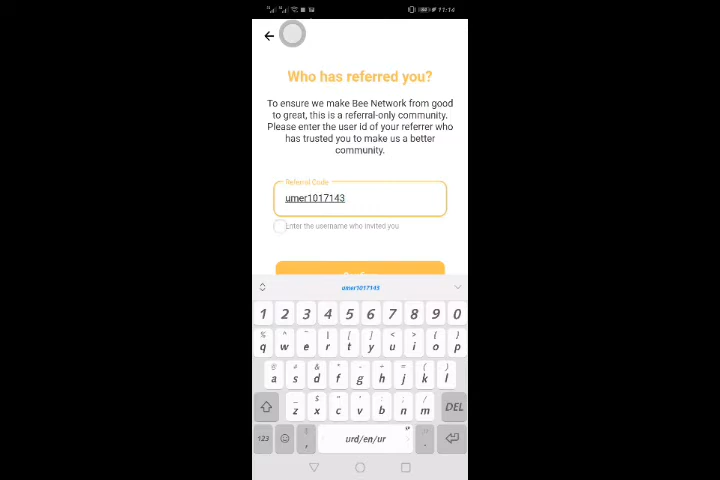 11:14
Who has referred you?
To ensure we make Bee Network from good
to great, this is a referral-only community.
Please enter the user id of your referrer who
has trusted you to make us a better
community.
Referral Code
umer1017143
Enter the username who invited you
umer1017143
1 2 3 4 5 6 7 8 9 0
q w e r t y u i o p
a s d f g h j k l
z x c v b n m DEL
123 , urd/en/ur .